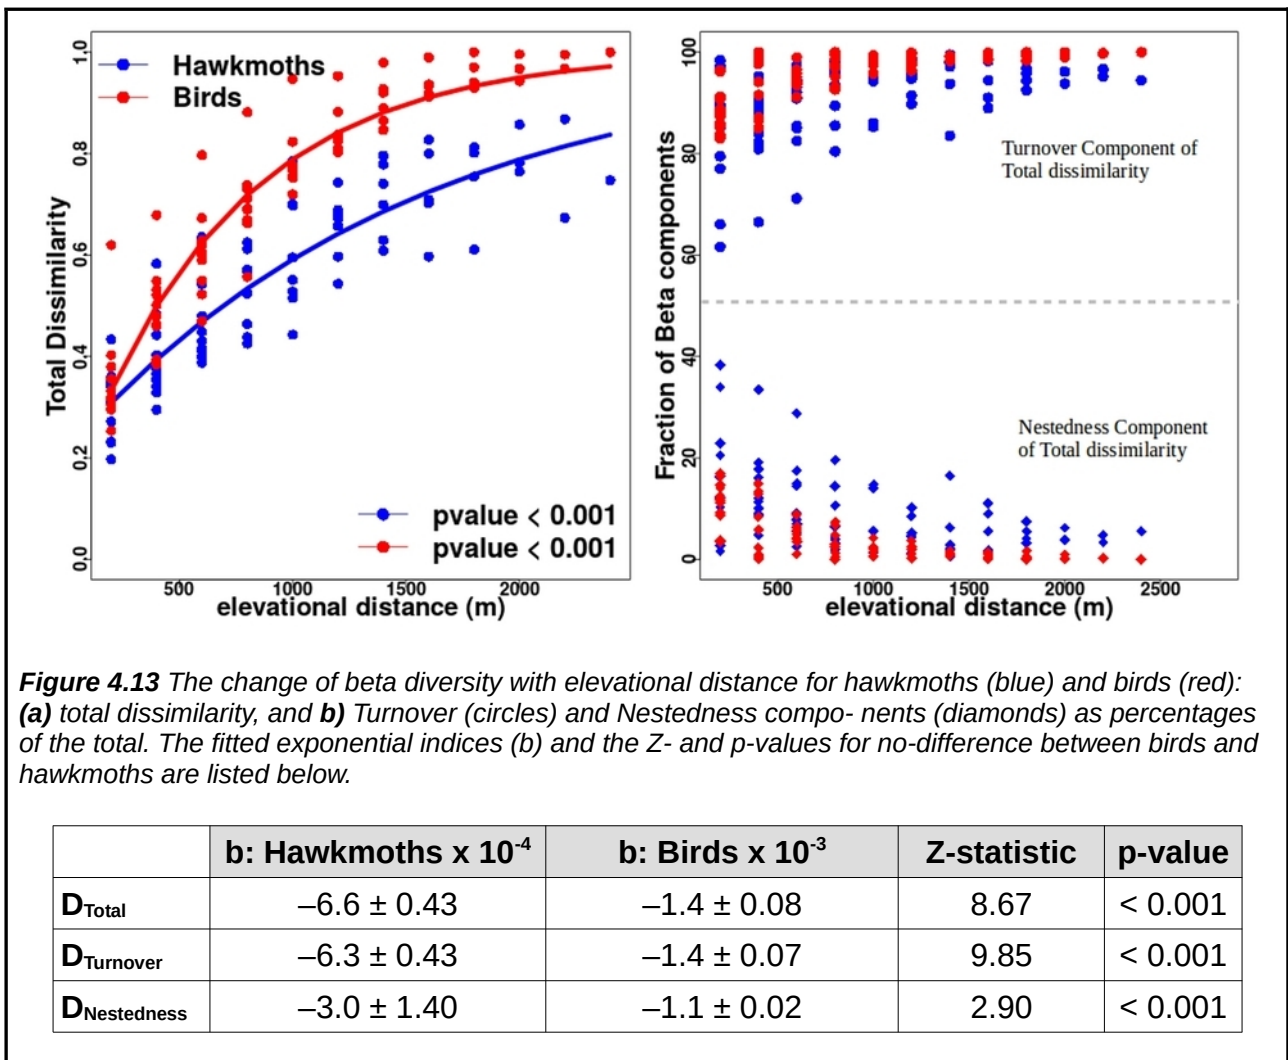 Hawkmoths
Birds
Total Dissimilarity
0.0
0.2
0.4
0.6
0.8
1.0
pvalue < 0.001
pvalue < 0.001
500 1000 1500 2000
elevational distance (m)
Fraction of Beta components
0
20
40
60
80
100
Turnover Component of
Total dissimilarity
Nestedness Component
of Total dissimilarity
500 1000 1500 2000 2500
elevational distance (m)
Figure 4.13 The change of beta diversity with elevational distance for hawkmoths (blue) and birds (red):
(a) total dissimilarity, and b) Turnover (circles) and Nestedness compo- nents (diamonds) as percentages
of the total. The fitted exponential indices (b) and the Z- and p-values for no-difference between birds and
hawkmoths are listed below.
b: Hawkmoths x 10-4 b: Birds x 10-3 Z-statistic p-value
DTotal –6.6 ± 0.43 –1.4 ± 0.08 8.67 < 0.001
DTurnover –6.3 ± 0.43 –1.4 ± 0.07 9.85 < 0.001
DNestedness –3.0 ± 1.40 –1.1 ± 0.02 2.90 < 0.001